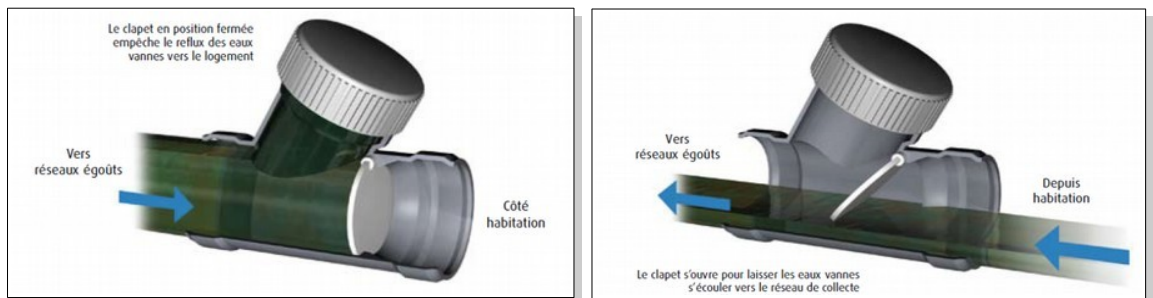 Le clapet en position fermée
empêche le reflux des eaux
vannes vers le logement
Vers
réseaux égoûts
Côté
habitation
Vers
réseaux égoûts
Depuis
habitation
Le clapet s'ouvre pour laisser les eaux vannes
s'écouler vers le réseau de collecte